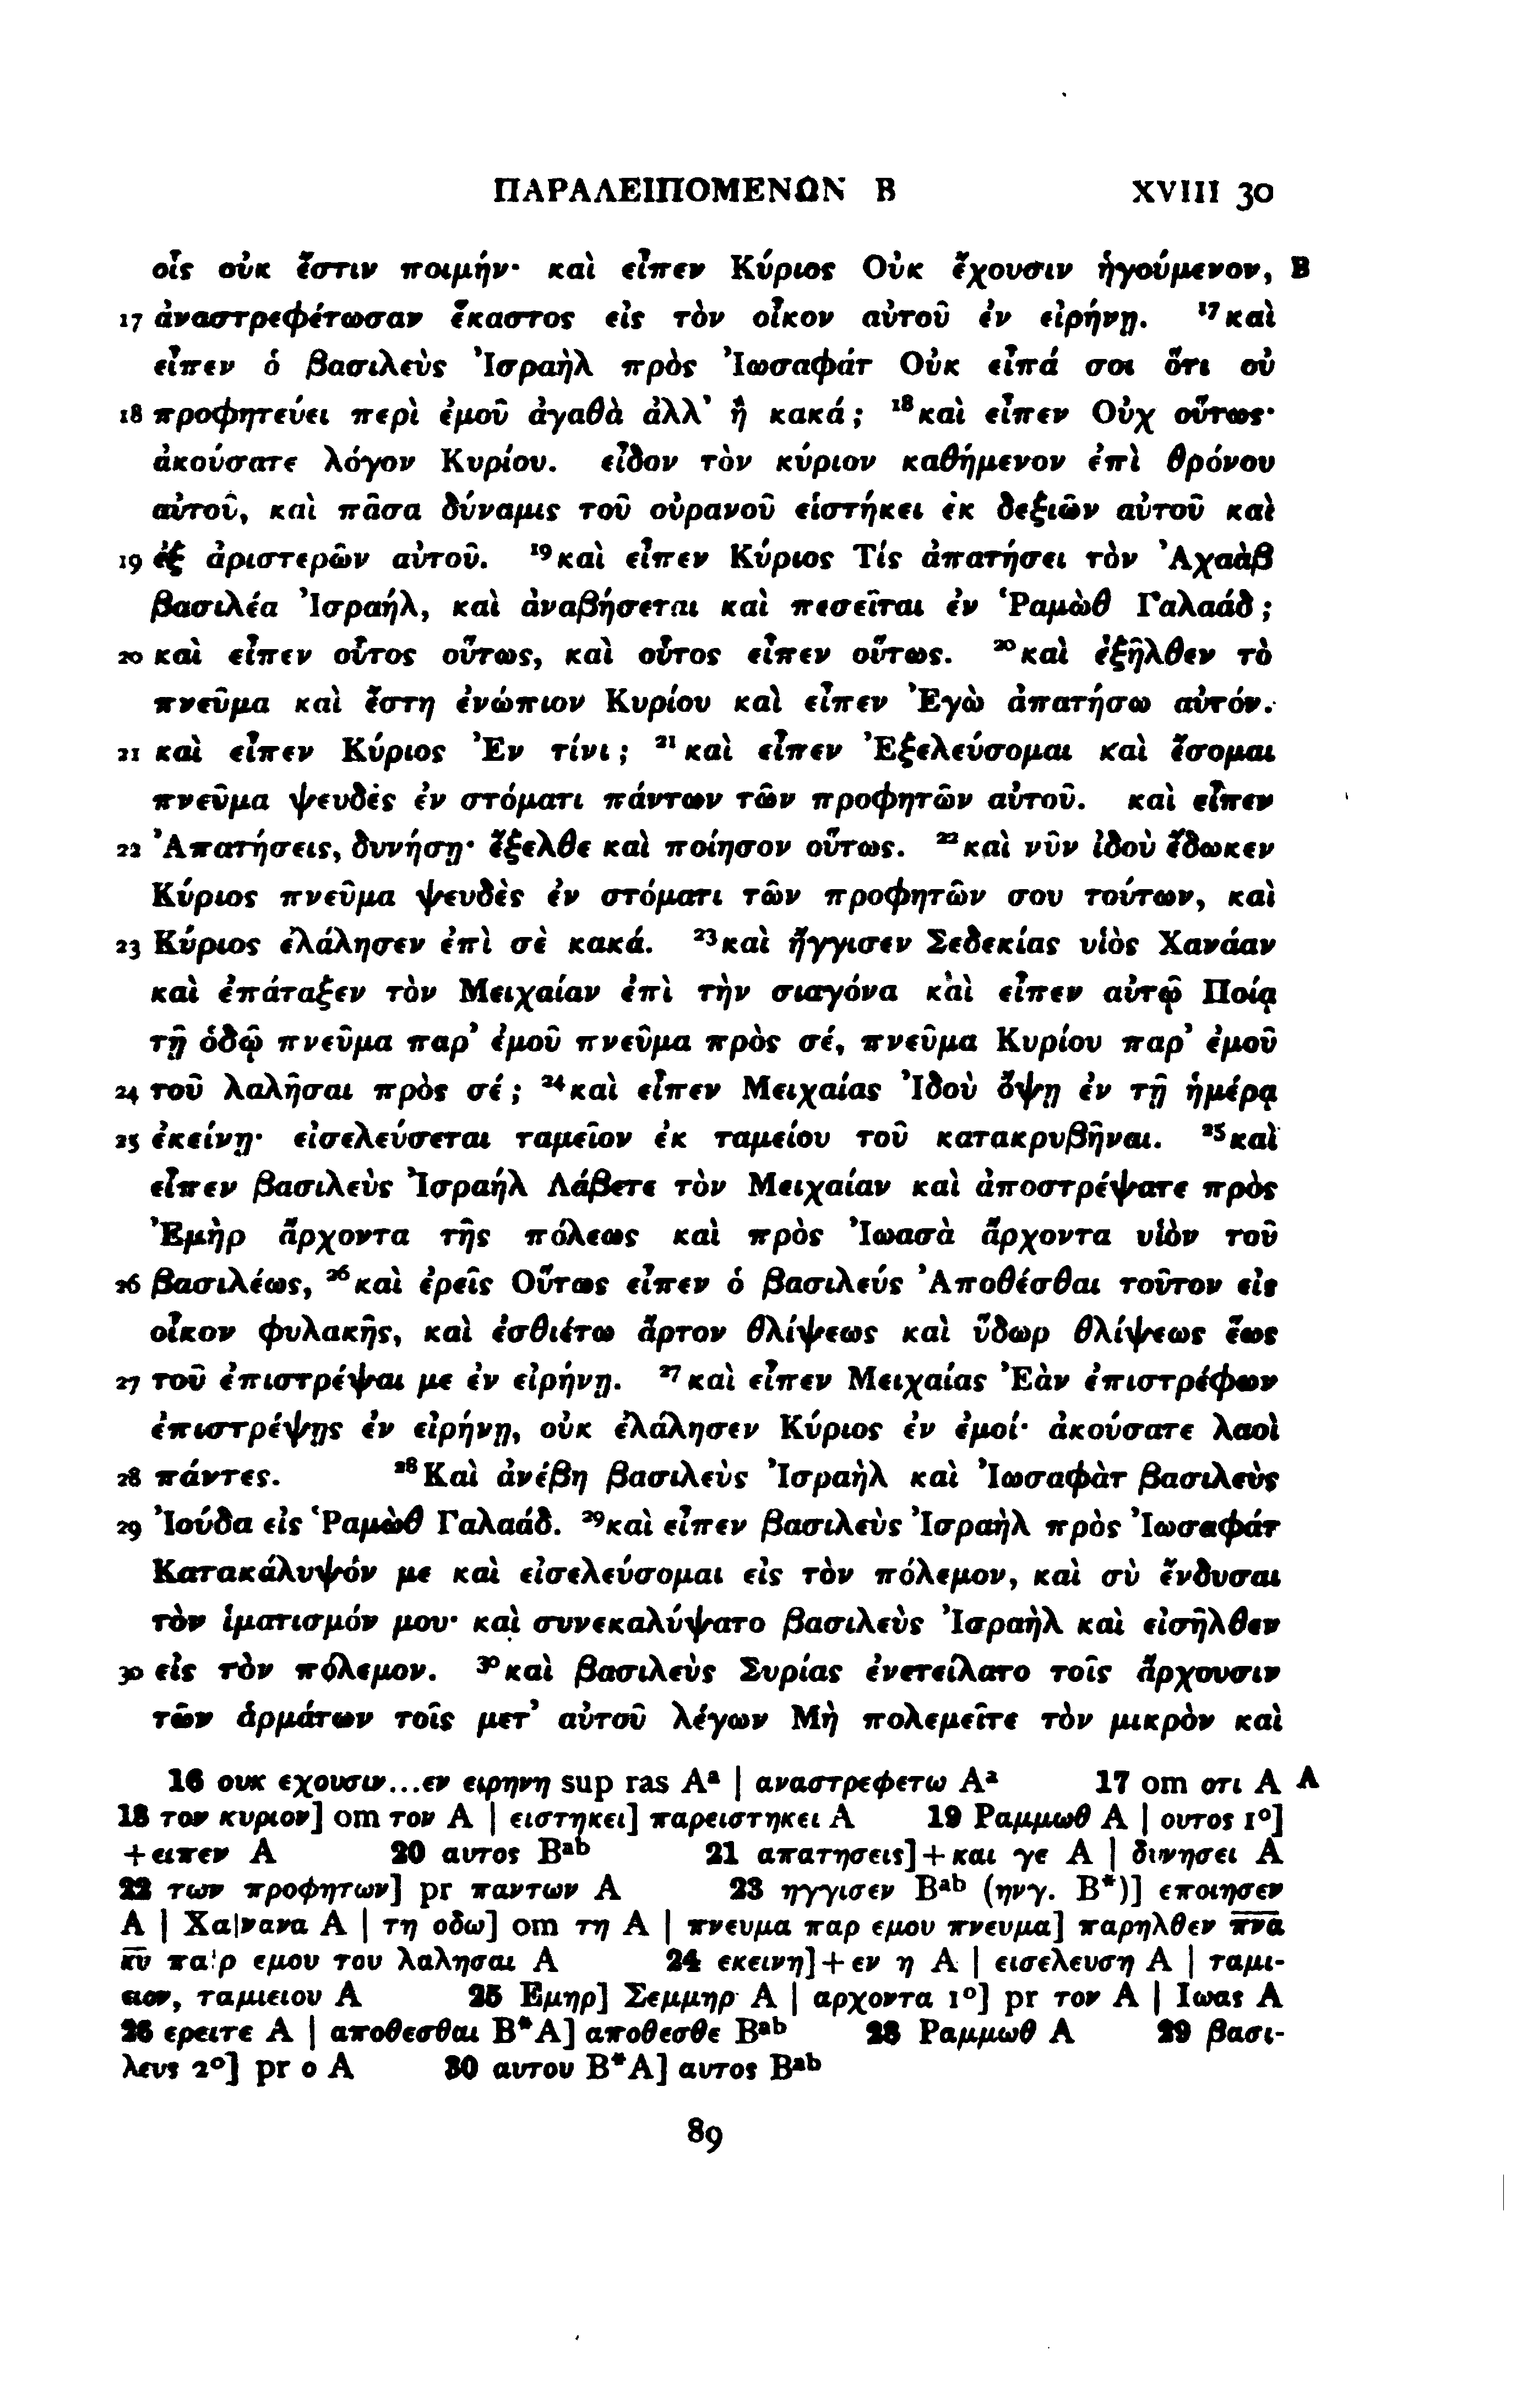 ΠΑΡΑΛΕΙΠΟΜΕΝΩΝ Β XVIII 30
οἷς οὐκ ἔστιν ποιμήν· καὶ εἶπεν Κύριος Οὐκ ἔχουσιν ἡγούμενον, B
17 ἀναστρεφέτωσαν ἕκαστος εἰς τὸν οἶκον αὐτοῦ ἐν εἰρήνῃ. ¹⁷καὶ
εἶπεν ὁ βασιλεὺς Ἰσραὴλ πρὸς Ἰωσαφάτ Οὐκ εἶπά σοι ὅτι οὐ
18 προφητεύει περὶ ἐμοῦ ἀγαθὰ ἀλλ’ ἢ κακά; ¹⁸καὶ εἶπεν Οὐχ οὕτως·
ἀκούσατε λόγον Κυρίου. εἶδον τὸν κύριον καθήμενον ἐπὶ θρόνου
αὐτοῦ, καὶ πᾶσα δύναμις τοῦ οὐρανοῦ εἱστήκει ἐκ δεξιῶν αὐτοῦ καὶ
19 ἐξ ἀριστερῶν αὐτοῦ. ¹⁹καὶ εἶπεν Κύριος Τίς ἀπατήσει τὸν Ἀχαὰβ
βασιλέα Ἰσραήλ, καὶ ἀναβήσεται καὶ πεσεῖται ἐν Ῥαμὼθ Γαλαάδ;
20 καὶ εἶπεν οὗτος οὕτως, καὶ οὗτος εἶπεν οὕτως. ²⁰καὶ ἐξῆλθεν τὸ
πνεῦμα καὶ ἔστη ἐνώπιον Κυρίου καὶ εἶπεν Ἐγὼ ἀπατήσω αὐτόν.
21 καὶ εἶπεν Κύριος Ἐν τίνι; ²¹καὶ εἶπεν Ἐξελεύσομαι καὶ ἔσομαι
πνεῦμα ψευδὲς ἐν στόματι πάντων τῶν προφητῶν αὐτοῦ. καὶ εἶπεν
22 Ἀπατήσεις, δυνήσῃ· ἔξελθε καὶ ποίησον οὕτως. ²²καὶ νῦν ἰδοὺ ἔδωκεν
Κύριος πνεῦμα ψευδὲς ἐν στόματι τῶν προφητῶν σου τούτων, καὶ
23 Κύριος ἐλάλησεν ἐπὶ σὲ κακά. ²³καὶ ἤγγισεν Σεδεκίας υἱὸς Χανάαν
καὶ ἐπάταξεν τὸν Μειχαίαν ἐπὶ τὴν σιαγόνα καὶ εἶπεν αὐτῷ Ποίᾳ
τῇ ὁδῷ πνεῦμα παρ’ ἐμοῦ πνεῦμα πρὸς σέ, πνεῦμα Κυρίου παρ’ ἐμοῦ
24 τοῦ λαλῆσαι πρὸς σέ; ²⁴καὶ εἶπεν Μειχαίας Ἰδοὺ ὄψῃ ἐν τῇ ἡμέρᾳ
25 ἐκείνῃ· εἰσελεύσεται ταμεῖον ἐκ ταμείου τοῦ κατακρυβῆναι. ²⁵καὶ
εἶπεν βασιλεὺς Ἰσραήλ Λάβετε τὸν Μειχαίαν καὶ ἀποστρέψατε πρὸς
Ἐμὴρ ἄρχοντα τῆς πόλεως καὶ πρὸς Ἰωασὰ ἄρχοντα υἱὸν τοῦ
26 βασιλέως, ²⁶καὶ ἐρεῖς Οὕτως εἶπεν ὁ βασιλεύς Ἀποθέσθαι τοῦτον εἰς
οἶκον φυλακῆς, καὶ ἐσθιέτω ἄρτον θλίψεως καὶ ὕδωρ θλίψεως ἕως
27 τοῦ ἐπιστρέψαι με ἐν εἰρήνῃ. ²⁷καὶ εἶπεν Μειχαίας Ἐὰν ἐπιστρέφων
ἐπιστρέψῃς ἐν εἰρήνῃ, οὐκ ἐλάλησεν Κύριος ἐν ἐμοί· ἀκούσατε λαοὶ
28 πάντες. ²⁸Καὶ ἀνέβη βασιλεὺς Ἰσραὴλ καὶ Ἰωσαφὰτ βασιλεὺς
29 Ἰούδα εἰς Ῥαμὼθ Γαλαάδ. ²⁹καὶ εἶπεν βασιλεὺς Ἰσραὴλ πρὸς Ἰωσαφάτ
Κατακάλυψόν με καὶ εἰσελεύσομαι εἰς τὸν πόλεμον, καὶ σὺ ἔνδυσαι
τὸν ἱματισμόν μου· καὶ συνεκαλύψατο βασιλεὺς Ἰσραὴλ καὶ εἰσῆλθεν
30 εἰς τὸν πόλεμον. ³⁰καὶ βασιλεὺς Συρίας ἐνετείλατο τοῖς ἄρχουσιν
τῶν ἁρμάτων τοῖς μετ’ αὐτοῦ λέγων Μὴ πολεμεῖτε τὸν μικρὸν καὶ
16 ουκ εχουσιν...εν ειρηνη sup ras Aᵃ | αναστρεφετω Aᵃ 17 om οτι A A
18 τον κυριον] om τον A | ειστηκει] παρειστηκει A 19 Ραμμωθ A | ουτος 1°]
+ειπεν A 20 αυτος Bᵃᵇ 21 απατησεις]+και γε A | δινησει A
22 των προφητων] pr παντων A 23 ηγγισεν Bᵃᵇ (ηνγ. B*)] εποιησεν
A | Χα|νανα A | τη οδω] om τη A | πνευμα παρ εμου πνευμα] παρηλθεν π̅ν̅α̅
κ̅υ̅ πα|ρ εμου του λαλησαι A 24 εκεινη]+εν η A | εισελευση A | ταμι-
ειον, ταμιειου A 25 Εμηρ] Σεμμηρ A | αρχοντα 1°] pr τον A | Ιωας A
26 ερειτε A | αποθεσθαι B*A] αποθεσθε Bᵃᵇ 28 Ραμμωθ A 29 βασι-
λευς 2°] pr ο A 30 αυτου B*A] αυτος Bᵃᵇ
89